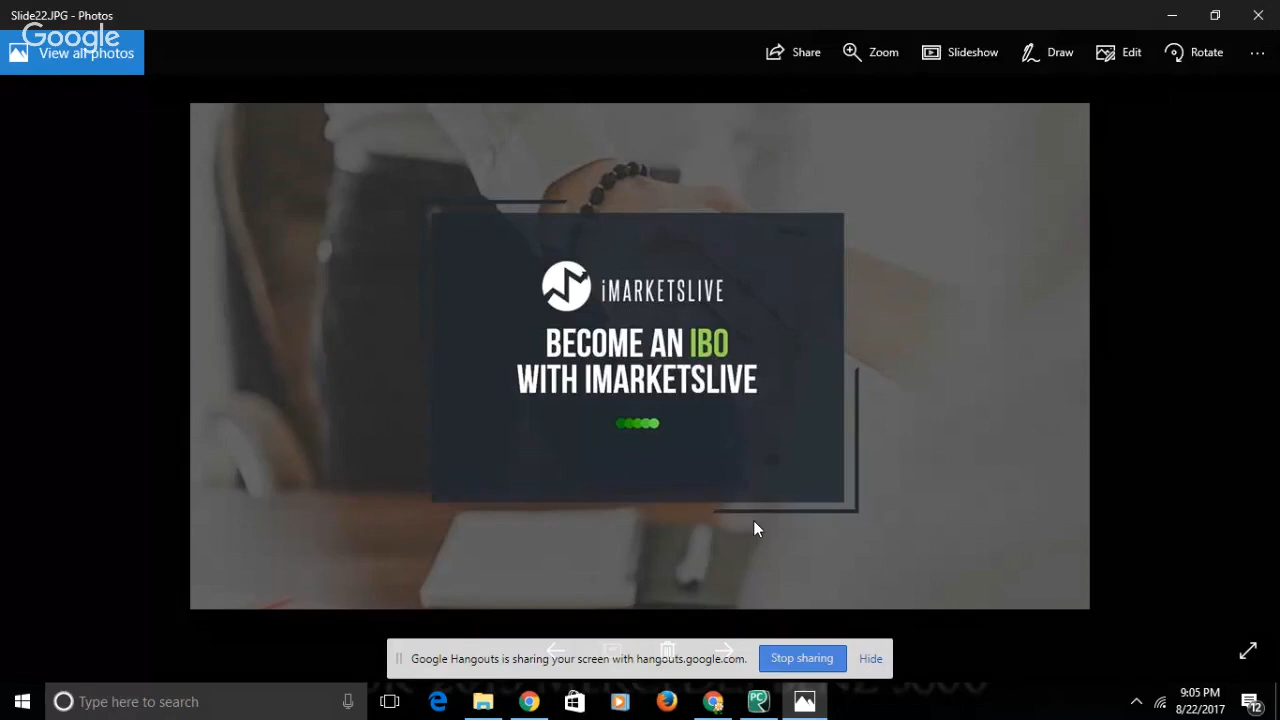 Slide22.JPG - Photos
Google
View all photos
Share
Zoom
Slideshow
Draw
Edit
Rotate
iMARKETSLIVE
BECOME AN IBO
WITH IMARKETSLIVE
Google Hangouts is sharing your screen with hangouts.google.com.
Stop sharing
Hide
Type here to search
PC
9:05 PM
8/22/2017
12